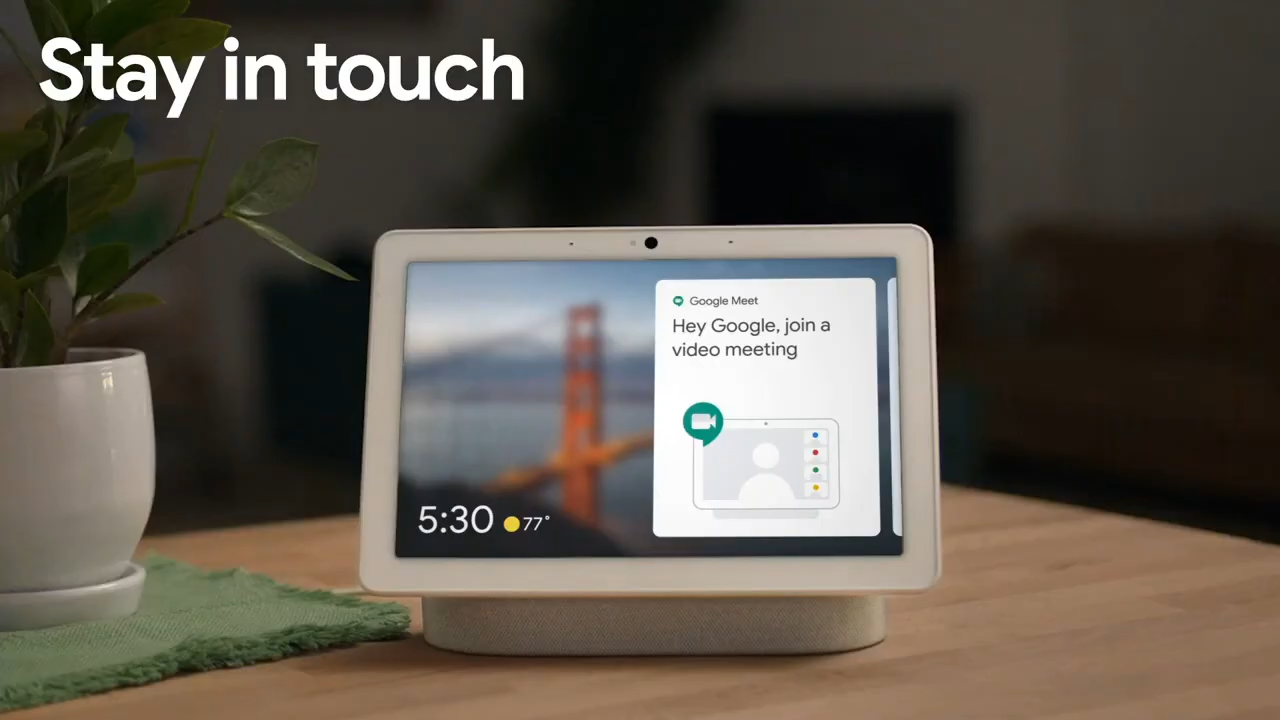 Stay in touch
Google Meet
Hey Google, join a
video meeting
5:30 77°